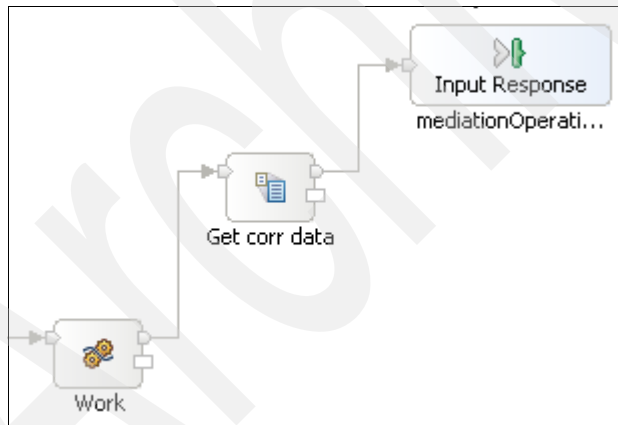 Input Response
mediationOperati...
Get corr data
Work